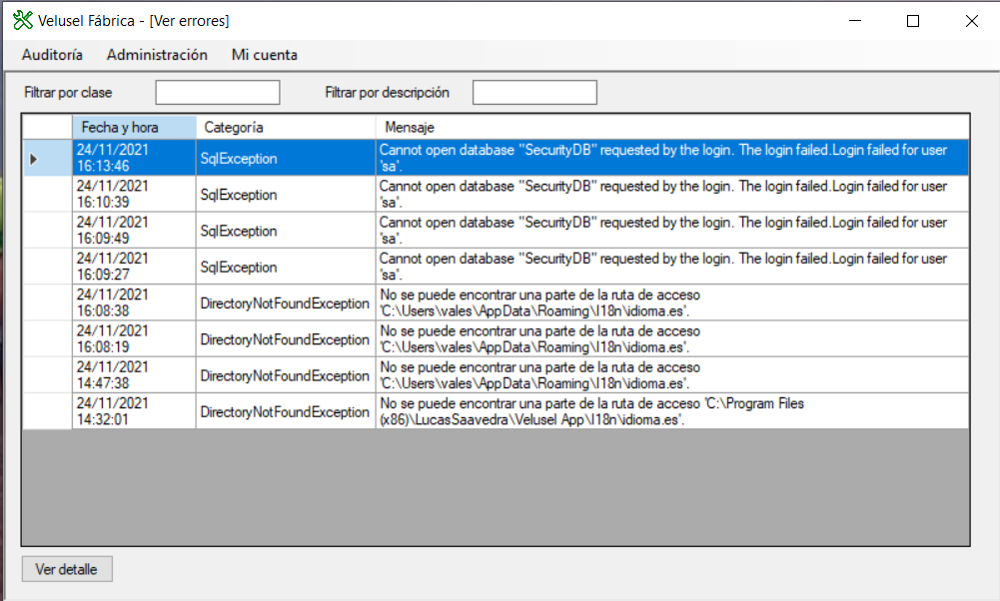 Velusel Fábrica - [Ver errores]
Auditoría Administración Mi cuenta
Filtrar por clase Filtrar por descripción
Fecha y hora Categoría Mensaje
24/11/2021
16:13:46
SqlException
Cannot open database "SecurityDB" requested by the login. The login failed.Login failed for user
'sa'.
24/11/2021
16:10:39
SqlException
Cannot open database "SecurityDB" requested by the login. The login failed.Login failed for user
'sa'.
24/11/2021
16:09:49
SqlException
Cannot open database "SecurityDB" requested by the login. The login failed.Login failed for user
'sa'.
24/11/2021
16:09:27
SqlException
Cannot open database "SecurityDB" requested by the login. The login failed.Login failed for user
'sa'.
24/11/2021
16:08:38
DirectoryNotFoundException
No se puede encontrar una parte de la ruta de acceso
'C:\Users\vales\AppData\Roaming\I18n\idioma.es'.
24/11/2021
16:08:19
DirectoryNotFoundException
No se puede encontrar una parte de la ruta de acceso
'C:\Users\vales\AppData\Roaming\I18n\idioma.es'.
24/11/2021
14:47:38
DirectoryNotFoundException
No se puede encontrar una parte de la ruta de acceso
'C:\Users\vales\AppData\Roaming\I18n\idioma.es'.
24/11/2021
14:32:01
DirectoryNotFoundException
No se puede encontrar una parte de la ruta de acceso 'C:\Program Files
(x86)\LucasSaavedra\Velusel App\I18n\idioma.es'.
Ver detalle